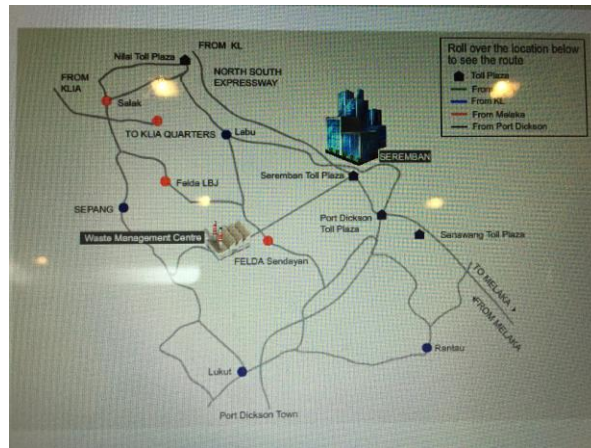 FROM KL
Nilai Toll Plaza
FROM
KLIA
NORTH SOUTH
EXPRESSWAY
Salak
TO KLIA QUARTERS
Labu
SEREMBAN
Seremban Toll Plaza
Felda LBJ
SEPANG
Port Dickson
Toll Plaza
Waste Management Centre
Senawang Toll Plaza
FELDA Sendayan
TO MELAKA
FROM MELAKA
Rantau
Lukut
Port Dickson Town
Roll over the location below
to see the route
Toll Plaza
From
From KL
From Melaka
From Port Dickson